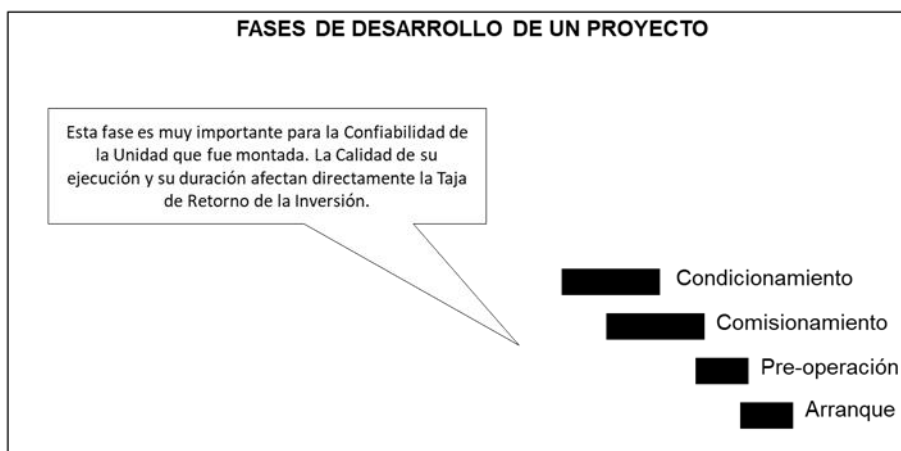 FASES DE DESARROLLO DE UN PROYECTO
Esta fase es muy importante para la Confiabilidad de
la Unidad que fue montada. La Calidad de su
ejecución y su duración afectan directamente la Taja
de Retorno de la Inversión.
Condicionamiento
Comisionamiento
Pre-operación
Arranque